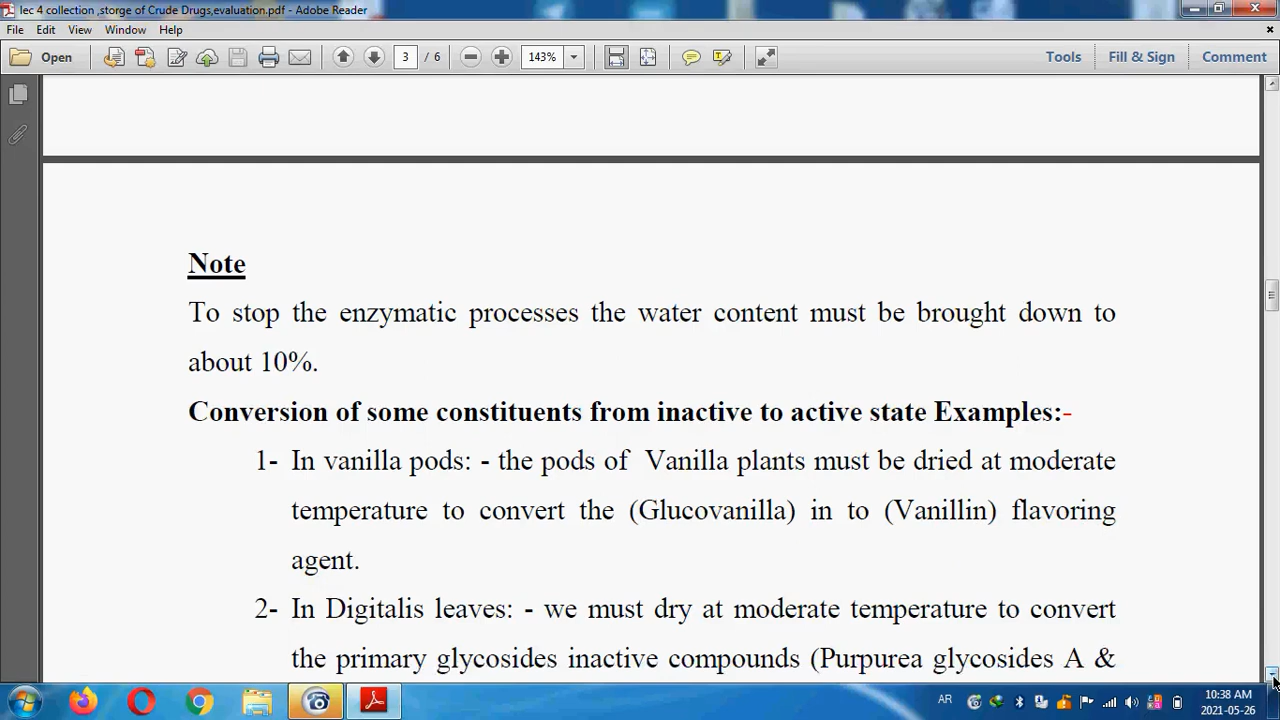 lec 4 collection ,storge of Crude Drugs,evaluation.pdf - Adobe Reader
File Edit View Window Help
Open 3 / 6 143% Tools Fill & Sign Comment
Note
To stop the enzymatic processes the water content must be brought down to
about 10%.
Conversion of some constituents from inactive to active state Examples:-
1- In vanilla pods: - the pods of Vanilla plants must be dried at moderate
temperature to convert the (Glucovanilla) in to (Vanillin) flavoring
agent.
2- In Digitalis leaves: - we must dry at moderate temperature to convert
the primary glycosides inactive compounds (Purpurea glycosides A &
AR 10:38 AM
2021-05-26